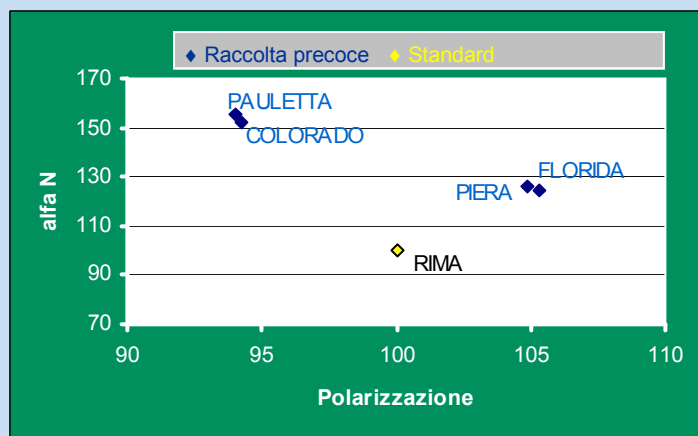 Raccolta precoce Standard
170
PAULETTA
150
COLORADO
130
FLORIDA
PIERA
110
RIMA
90
70
90 95 100 105 110
alfa N
Polarizzazione